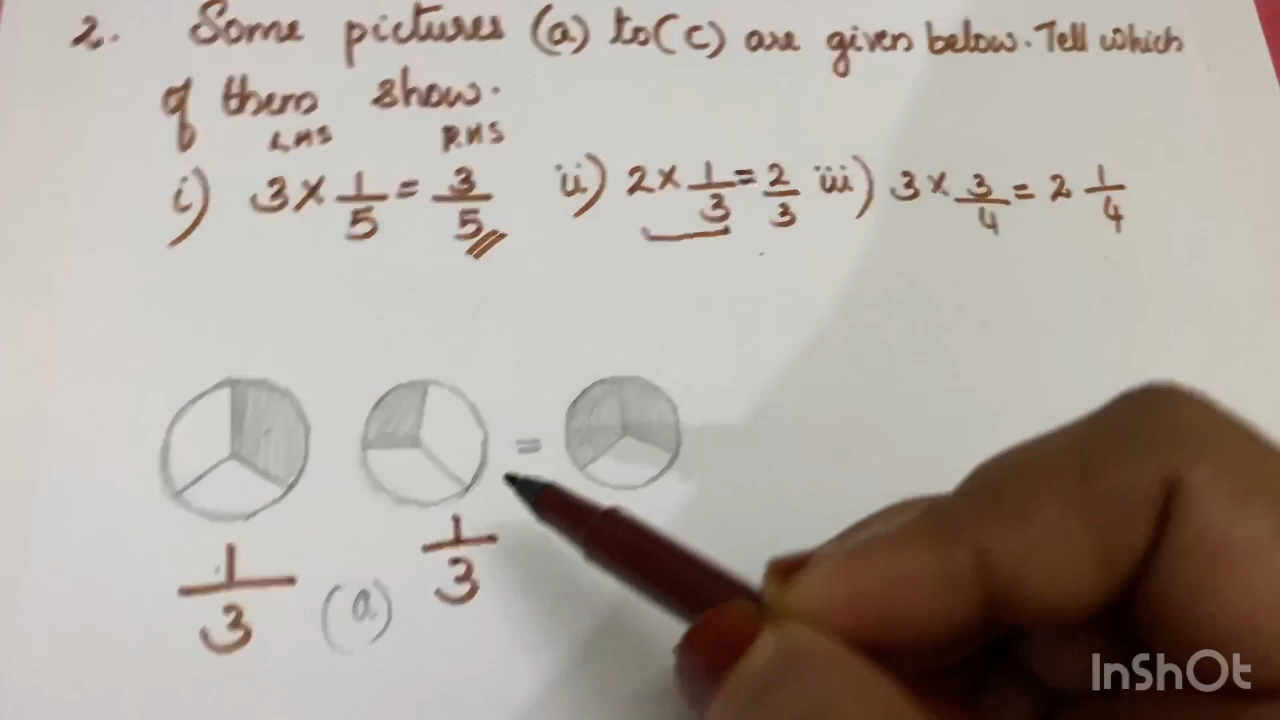 2. Some pictures (a) to (c) are given below. Tell which
of them show.
LHS RHS
i) 3 × 1/5 = 3/5 ii) 2 × 1/3 = 2/3 iii) 3 × 3/4 = 2 1/4
=
1/3 (a) 1/3
InShOt